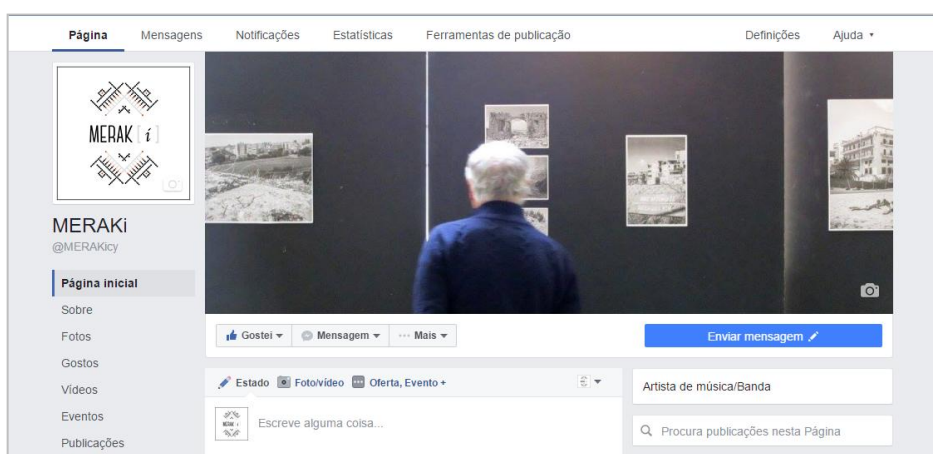 Página Mensagens Notificações Estatísticas Ferramentas de publicação Definições Ajuda
MERAK [ í ]
MERAKi
@MERAKicy
Página inicial
Sobre
Fotos
Gostos
Vídeos
Eventos
Publicações
Gostei Mensagem ··· Mais
Enviar mensagem
Estado Foto/vídeo Oferta, Evento +
Escreve alguma coisa...
Artista de música/Banda
Procura publicações nesta Página